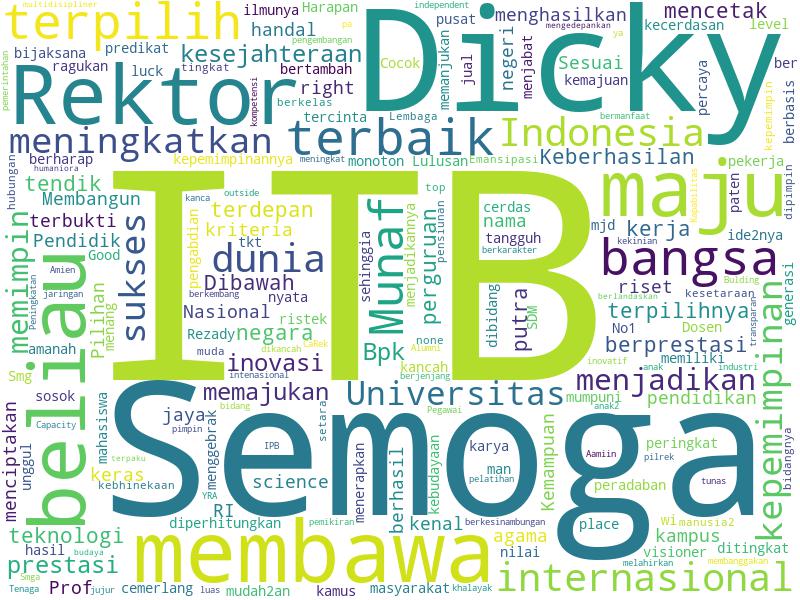 multidisipliner
terpilih
ilmunya
Harapan
pa
independent
Dicky
menghasilkan
mencetak
bijaksana
predikat
handal
pengembangan
pusat
mengedepankan
ya
kecerdasan
level
kesejahteraan
Cocok
memanjukan
jual
negeri
menjabat
Sesuai
percaya
ber
pemerintahan
Rektor
ragukan
luck
tingkat
bertambah
kemajuan
kepemimpin
berbasis
kompetensi
right
berkelas
tercinta
Lembaga
bermanfaat
meningkatkan
terbaik
Indonesia
hubungan
berharap
humaniora
kepemimpinannya
meningkat
monoton
Lulusan
Emansipasi
Keberhasilan
maju
pekerja
tendik
kanca
outside
ITB
top
pensiunan
Kapabilitas
paten
dipimpin
Membangun
pengabdian
terdepan
kriteria
cerdas
nama
terbukti
sukses
tkt
Munaf
menjadikannya
perguruan
tangguh
berkarakter
mjd
kekinian
kerja
ide2nya
memimpin
Pendidik
Good
dunia
sehinggia
bangsa
Amien
beliau
Pilihan
menang
berkembang
Dibawah
nyata
dibidang
putra
SDM
riset
kesetaraan
generasi
Peningkatan
jaringan
Nasional
ristek
berlandaskan
terpilihnya
transparan
amanah
Rezady
negara
none
Alumni
No1
Dosen
Bulding
muda
dikancah
LaRek
Bpk
kancah
berprestasi
kepemimpinan
Smg
sosok
inovasi
berjenjang
inovatif
anak
memiliki
industri
unggul
Capacity
intenasional
memajukan
Universitas
menjadikan
menciptakan
mahasiswa
jaya
bidang
Pegawai
mumpuni
anak2
pendidikan
bidangnya
Semoga
pimpin
menggebrak
IPB
setara
karya
Kemampuan
Aamiin
pilrek
peringkat
keras
terpaku
menerapkan
berhasil
kebudayaan
man
pelatihan
peradaban
tunas
kebhinekaan
YRA
science
RI
place
WI
manusia2
teknologi
diperhitungkan
pemikiran
kenal
berkesinambungan
agama
kampus
hasil
budaya
membawa
nilai
visioner
ditingkat
prestasi
melahirkan
membanggakan
Smga
Tenaga
Prof
jujur
cemerlang
luas
mudah2an
kamus
masyarakat
khalayak
internasional